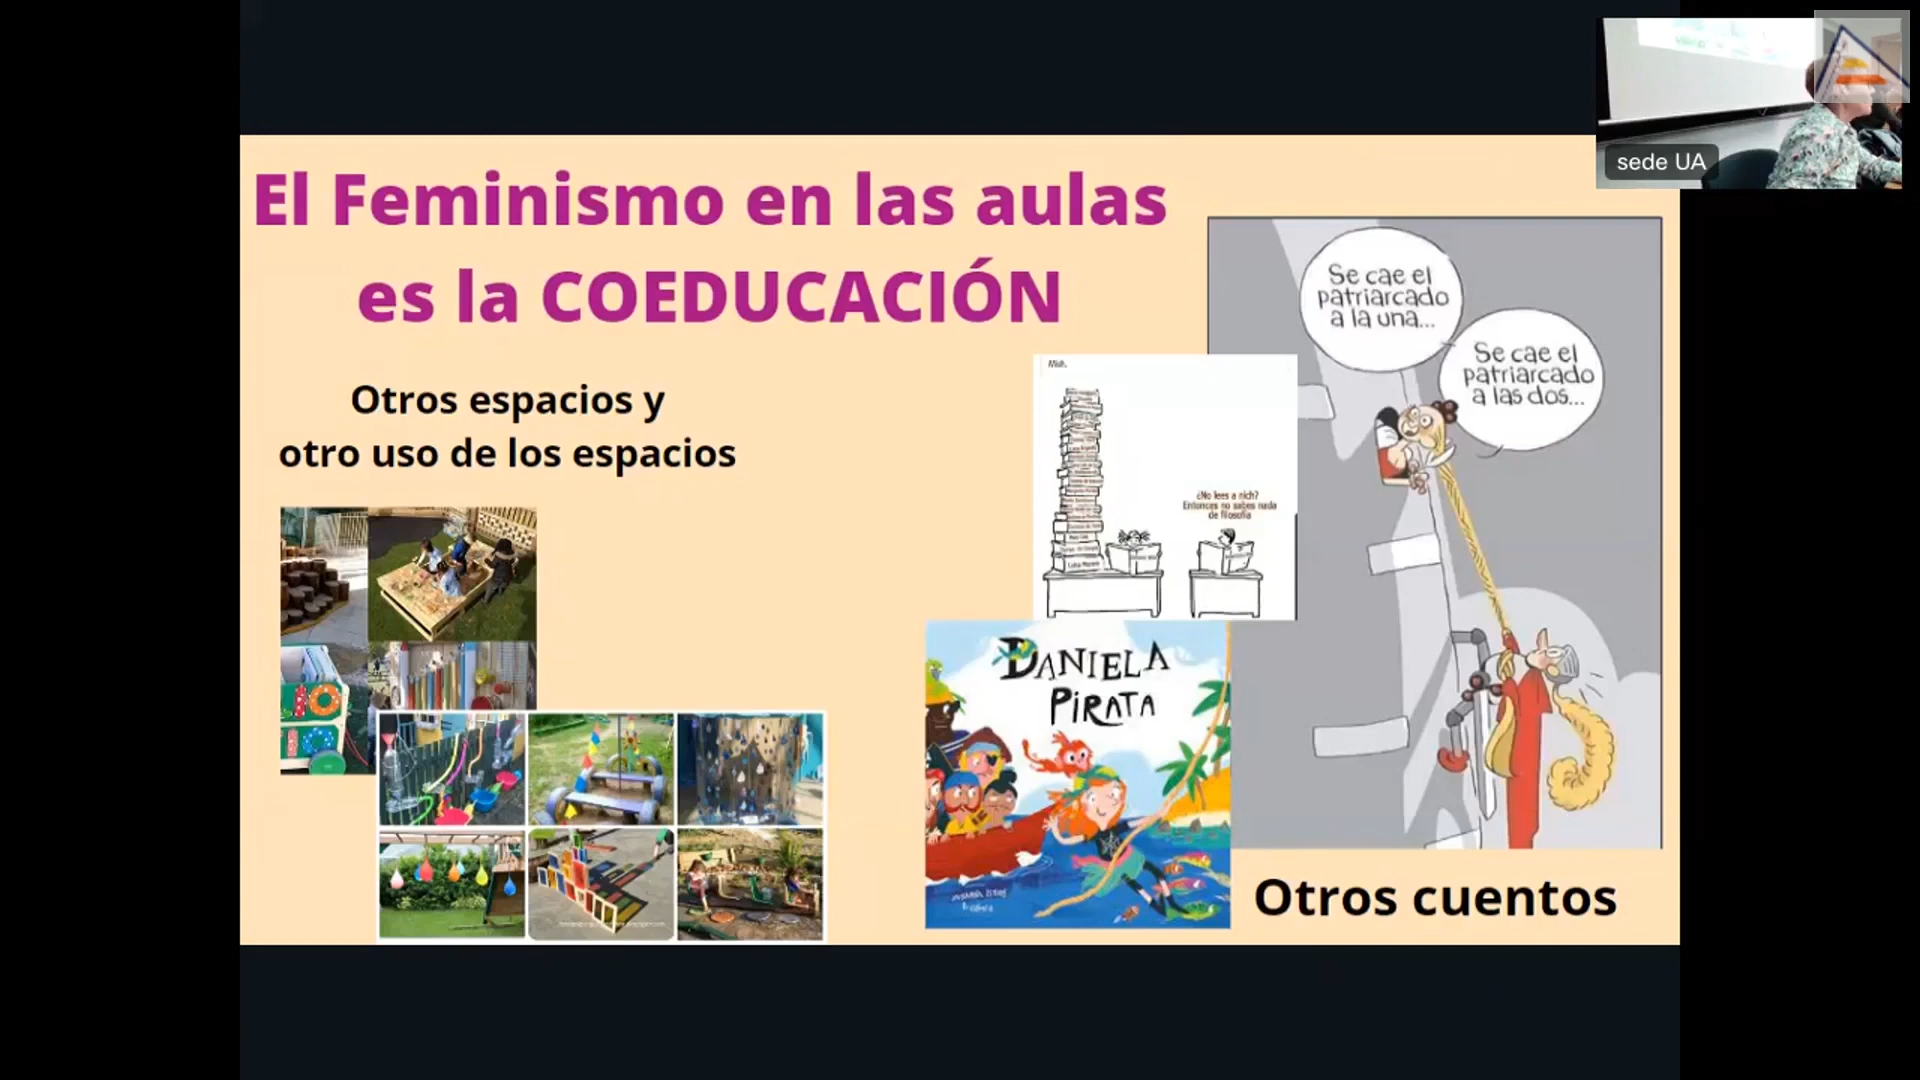 El Feminismo en las aulas
es la COEDUCACIÓN
Otros espacios y
otro uso de los espacios
Se cae el
patriarcado
a la una...
Se cae el
patriarcado
a las dos...
Mish.
¿No lees a nich?
Entonces no sabes nada
de filosofía
DANIELA
PIRATA
Otros cuentos
sede UA